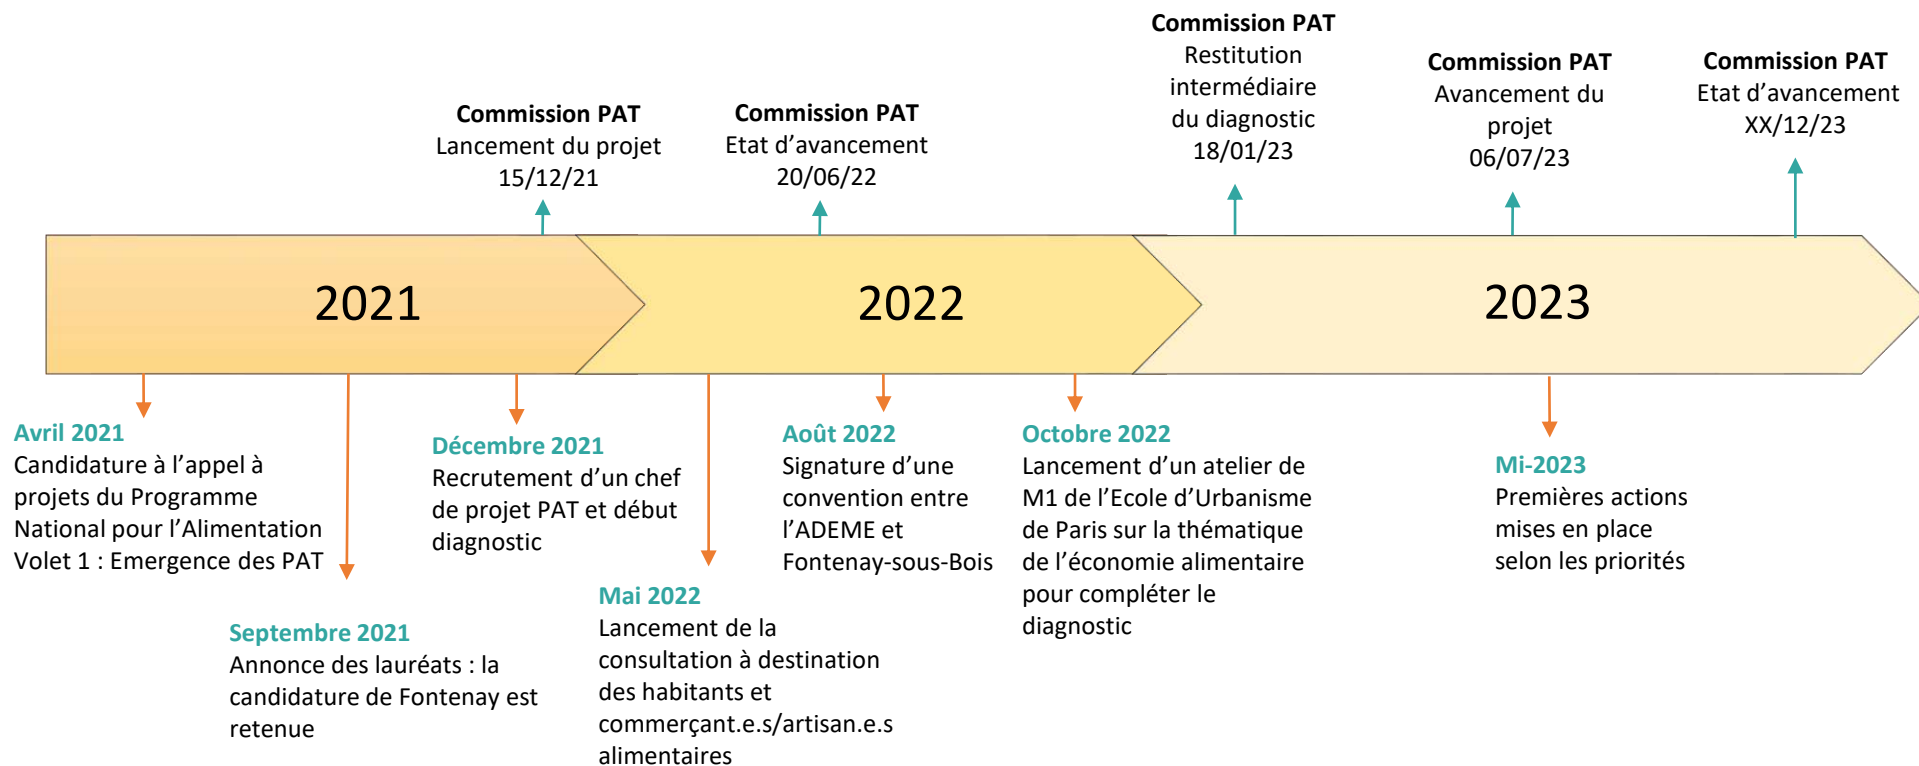 Commission PAT
Lancement du projet
15/12/21
Commission PAT
Etat d’avancement
20/06/22
Commission PAT
Restitution
intermédiaire
du diagnostic
18/01/23
Commission PAT
Avancement du
projet
06/07/23
Commission PAT
Etat d’avancement
XX/12/23
2021
2022
2023
Avril 2021
Candidature à l’appel à
projets du Programme
National pour l’Alimentation
Volet 1 : Emergence des PAT
Septembre 2021
Annonce des lauréats : la
candidature de Fontenay est
retenue
Décembre 2021
Recrutement d’un chef
de projet PAT et début
diagnostic
Mai 2022
Lancement de la
consultation à destination
des habitants et
commerçant.e.s/artisan.e.s
alimentaires
Août 2022
Signature d’une
convention entre
l’ADEME et
Fontenay-sous-Bois
Octobre 2022
Lancement d’un atelier de
M1 de l’Ecole d’Urbanisme
de Paris sur la thématique
de l’économie alimentaire
pour compléter le
diagnostic
Mi-2023
Premières actions
mises en place
selon les priorités